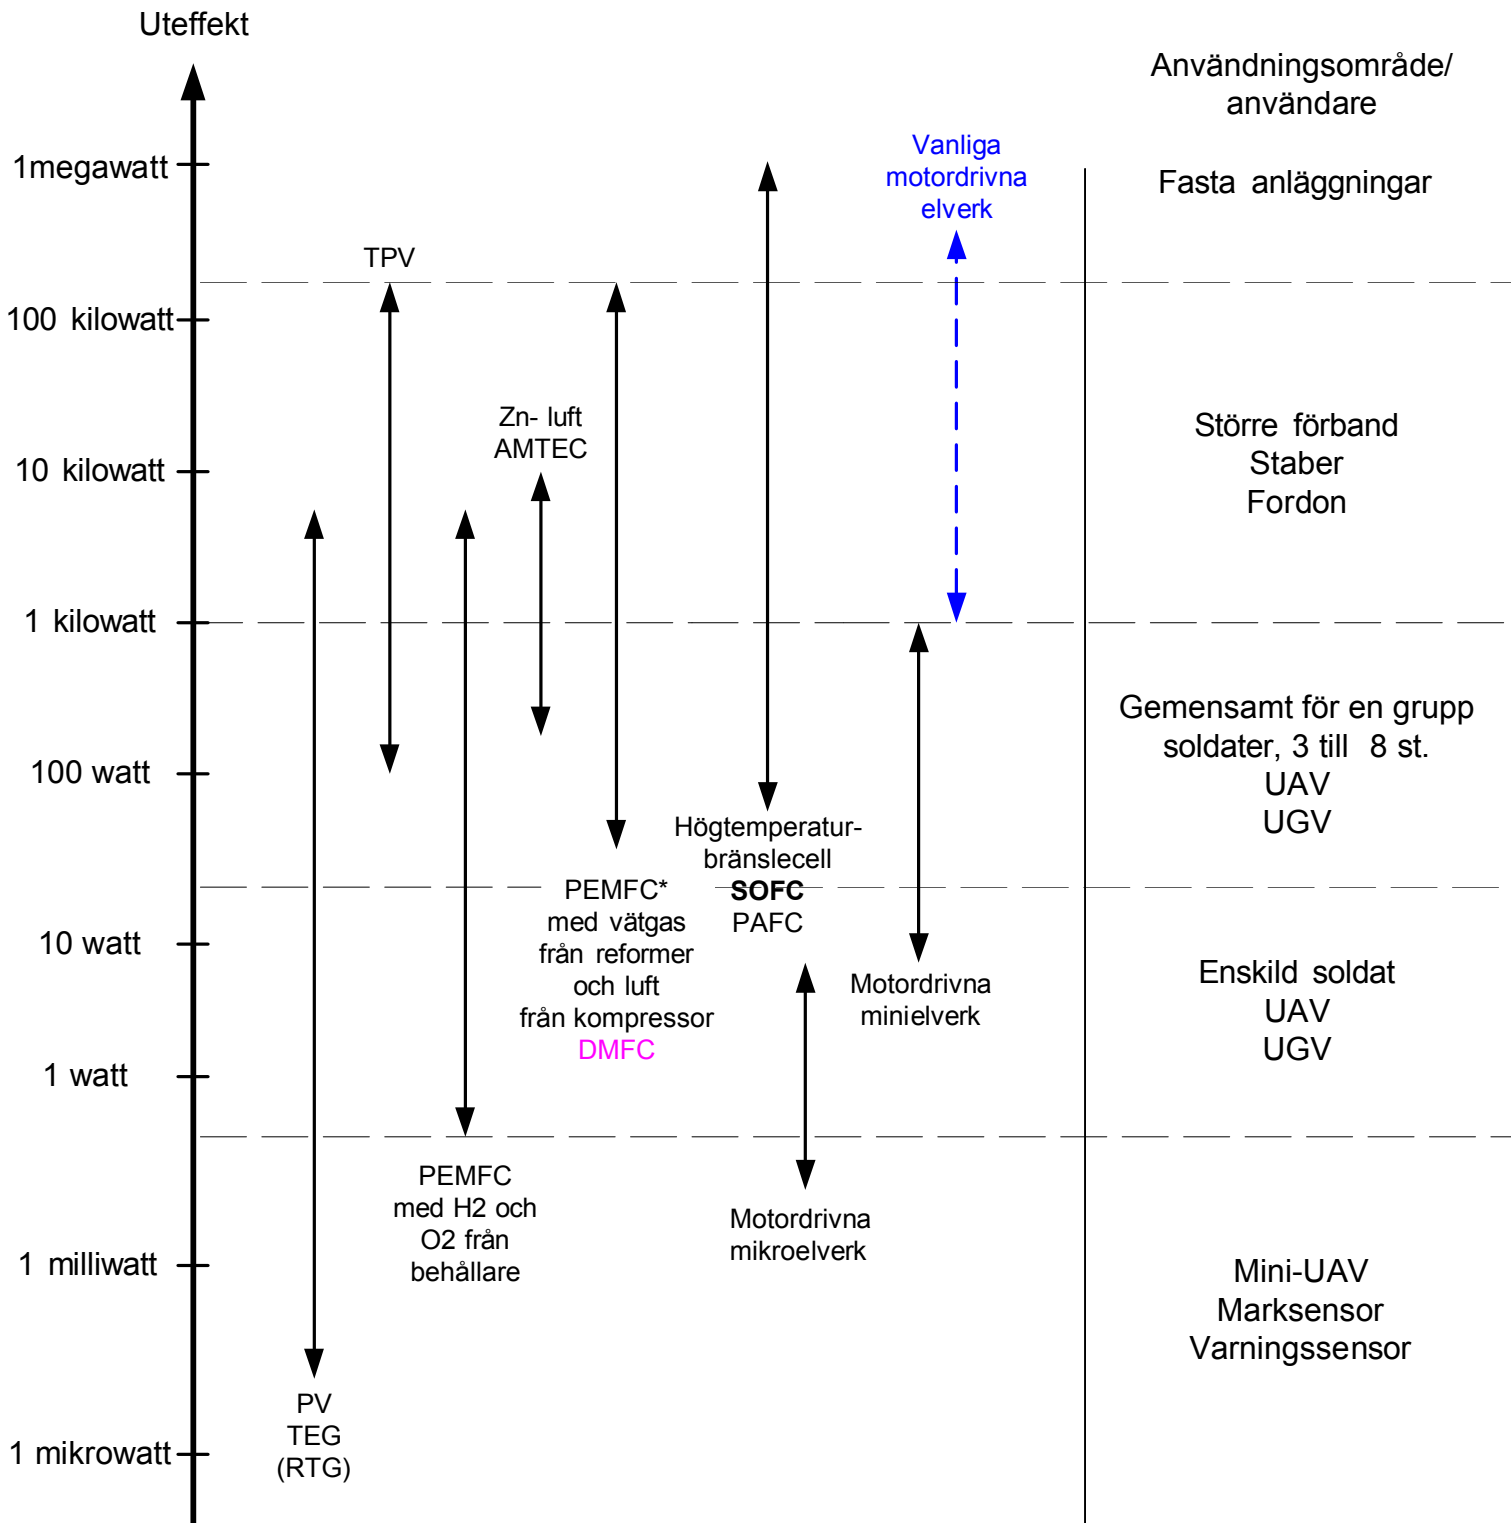 Uteffekt
1megawatt
100 kilowatt
10 kilowatt
1 kilowatt
100 watt
10 watt
1 watt
1 milliwatt
1 mikrowatt
PV
TEG
(RTG)
TPV
PEMFC
med H2 och
O2 från
behållare
Zn- luft
AMTEC
PEMFC*
med vätgas
från reformer
och luft
från kompressor
DMFC
Högtemperatur-
bränslecell
SOFC
PAFC
Motordrivna
mikroelverk
Motordrivna
minielverk
Vanliga
motordrivna
elverk
Användningsområde/
användare
Fasta anläggningar
Större förband
Staber
Fordon
Gemensamt för en grupp
soldater, 3 till 8 st.
UAV
UGV
Enskild soldat
UAV
UGV
Mini-UAV
Marksensor
Varningssensor